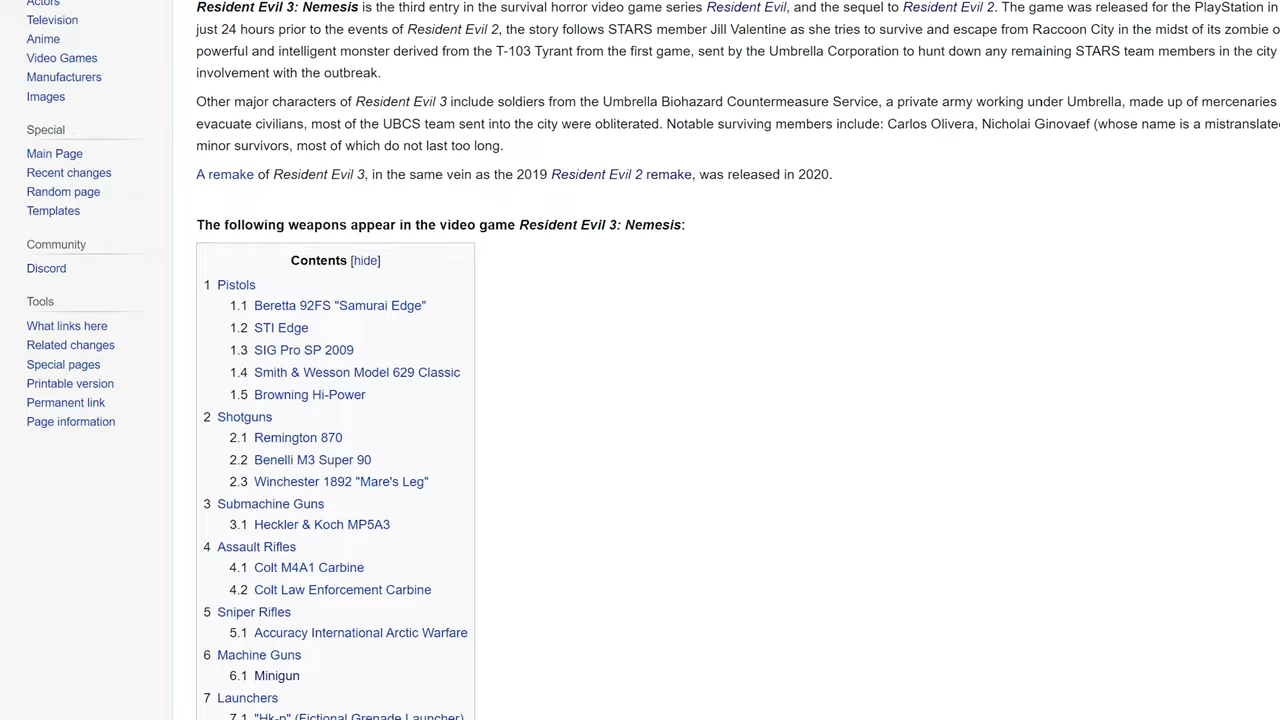 Actors
Television
Anime
Video Games
Manufacturers
Images
Special
Main Page
Recent changes
Random page
Templates
Community
Discord
Tools
What links here
Related changes
Special pages
Printable version
Permanent link
Page information
Resident Evil 3: Nemesis is the third entry in the survival horror video game series Resident Evil, and the sequel to Resident Evil 2. The game was released for the PlayStation in
just 24 hours prior to the events of Resident Evil 2, the story follows STARS member Jill Valentine as she tries to survive and escape from Raccoon City in the midst of its zombie
powerful and intelligent monster derived from the T-103 Tyrant from the first game, sent by the Umbrella Corporation to hunt down any remaining STARS team members in the city
involvement with the outbreak.
Other major characters of Resident Evil 3 include soldiers from the Umbrella Biohazard Countermeasure Service, a private army working under Umbrella, made up of mercenaries
evacuate civilians, most of the UBCS team sent into the city were obliterated. Notable surviving members include: Carlos Olivera, Nicholai Ginovaef (whose name is a mistranslate
minor survivors, most of which do not last too long.
A remake of Resident Evil 3, in the same vein as the 2019 Resident Evil 2 remake, was released in 2020.
The following weapons appear in the video game Resident Evil 3: Nemesis:
Contents [hide]
1 Pistols
1.1 Beretta 92FS "Samurai Edge"
1.2 STI Edge
1.3 SIG Pro SP 2009
1.4 Smith & Wesson Model 629 Classic
1.5 Browning Hi-Power
2 Shotguns
2.1 Remington 870
2.2 Benelli M3 Super 90
2.3 Winchester 1892 "Mare's Leg"
3 Submachine Guns
3.1 Heckler & Koch MP5A3
4 Assault Rifles
4.1 Colt M4A1 Carbine
4.2 Colt Law Enforcement Carbine
5 Sniper Rifles
5.1 Accuracy International Arctic Warfare
6 Machine Guns
6.1 Minigun
7 Launchers
7.1 "Hk-p" (Fictional Grenade Launcher)